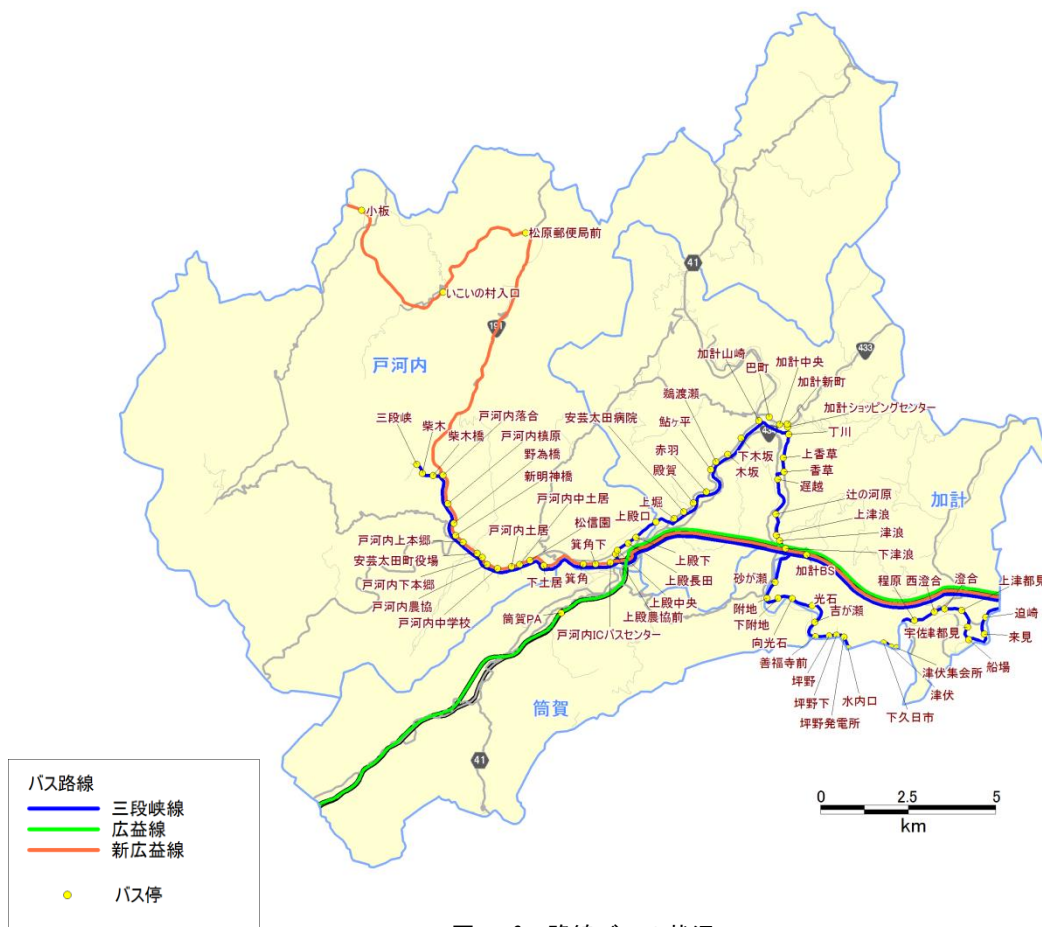 小板
松原郵便局前
いこいの村入口
191
41
433
戸河内
加計山崎
巴町
加計中央
加計新町
加計ショッピングセンター
丁川
鵜渡瀬
鮎ヶ平
安芸太田病院
赤羽
殿賀
下木坂
木坂
上香草
香草
遅越
辻の河原
上津浪
下津浪
加計
三段峡
柴木
柴木橋
戸河内落合
戸河内槙原
野為橋
新明神橋
戸河内中土居
戸河内土居
松信園
箕角下
上堀
上殿口
戸河内上本郷
安芸太田町役場
戸河内下本郷
戸河内農協
戸河内中学校
下土居
箕角
筒賀PA
上殿下
上殿長田
上殿中央
上殿農協前
戸河内ICバスセンター
加計BS
砂が瀬
附地
下附地
向光石
光石
吉が瀬
善福寺前
坪野
坪野下
坪野発電所
水内口
程原
西澄合
澄合
上津都見
宇佐
津都見
迫崎
来見
船場
津伏集会所
津伏
下久日市
筒賀
41
バス路線
三段峡線
広益線
新広益線
バス停
0 2.5 5
km